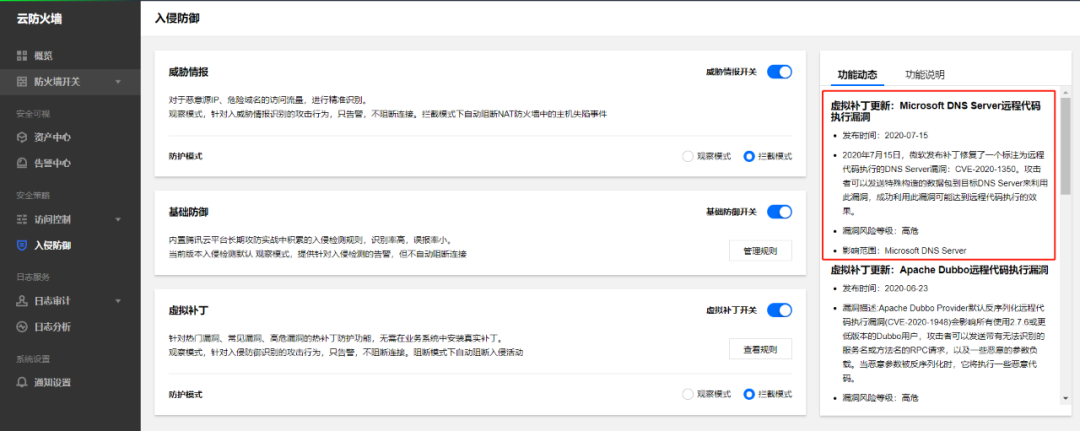 云防火墙
概览
防火墙开关
安全可视
资产中心
告警中心
安全策略
访问控制
入侵防御
日志服务
日志审计
日志分析
系统设置
通知设置
入侵防御
威胁情报
威胁情报开关
对于恶意源IP、危险域名的访问流量，进行精准识别。
观察模式，针对入威胁情报识别的攻击行为，只告警，不阻断连接。拦截模式下自动阻断NAT防火墙中的主机失陷事件
防护模式
观察模式
拦截模式
基础防御
基础防御开关
内置腾讯云平台长期攻防实战中积累的入侵检测规则，识别率高，误报率小。
当前版本入侵检测默认 观察模式，提供针对入侵检测的告警，但不自动阻断连接
管理规则
虚拟补丁
虚拟补丁开关
针对热门漏洞、常见漏洞、高危漏洞的热补丁防护功能，无需在业务系统中安装真实补丁。
观察模式，针对入侵防御识别的攻击行为，只告警，不阻断连接。阻断模式下自动阻断入侵活动
查看规则
防护模式
观察模式
拦截模式
功能动态
功能说明
虚拟补丁更新：Microsoft DNS Server远程代码
执行漏洞
发布时间：2020-07-15
2020年7月15日，微软发布补丁修复了一个标注为远程
代码执行的DNS Server漏洞：CVE-2020-1350。攻击
者可以发送特殊构造的数据包到目标DNS Server来利用
此漏洞，成功利用此漏洞可能达到远程代码执行的效
果。
漏洞风险等级：高危
影响范围：Microsoft DNS Server
虚拟补丁更新：Apache Dubbo远程代码执行漏洞
发布时间：2020-06-23
漏洞描述:Apache Dubbo Provider默认反序列化远程代
码执行漏洞(CVE-2020-1948)会影响所有使用2.7.6或更
低版本的Dubbo用户，攻击者可以发送带有无法识别的
服务名或方法名的RPC请求，以及一些恶意的参数负
载。当恶意参数被反序列化时，它将执行一些恶意代
码。
漏洞风险等级：高危